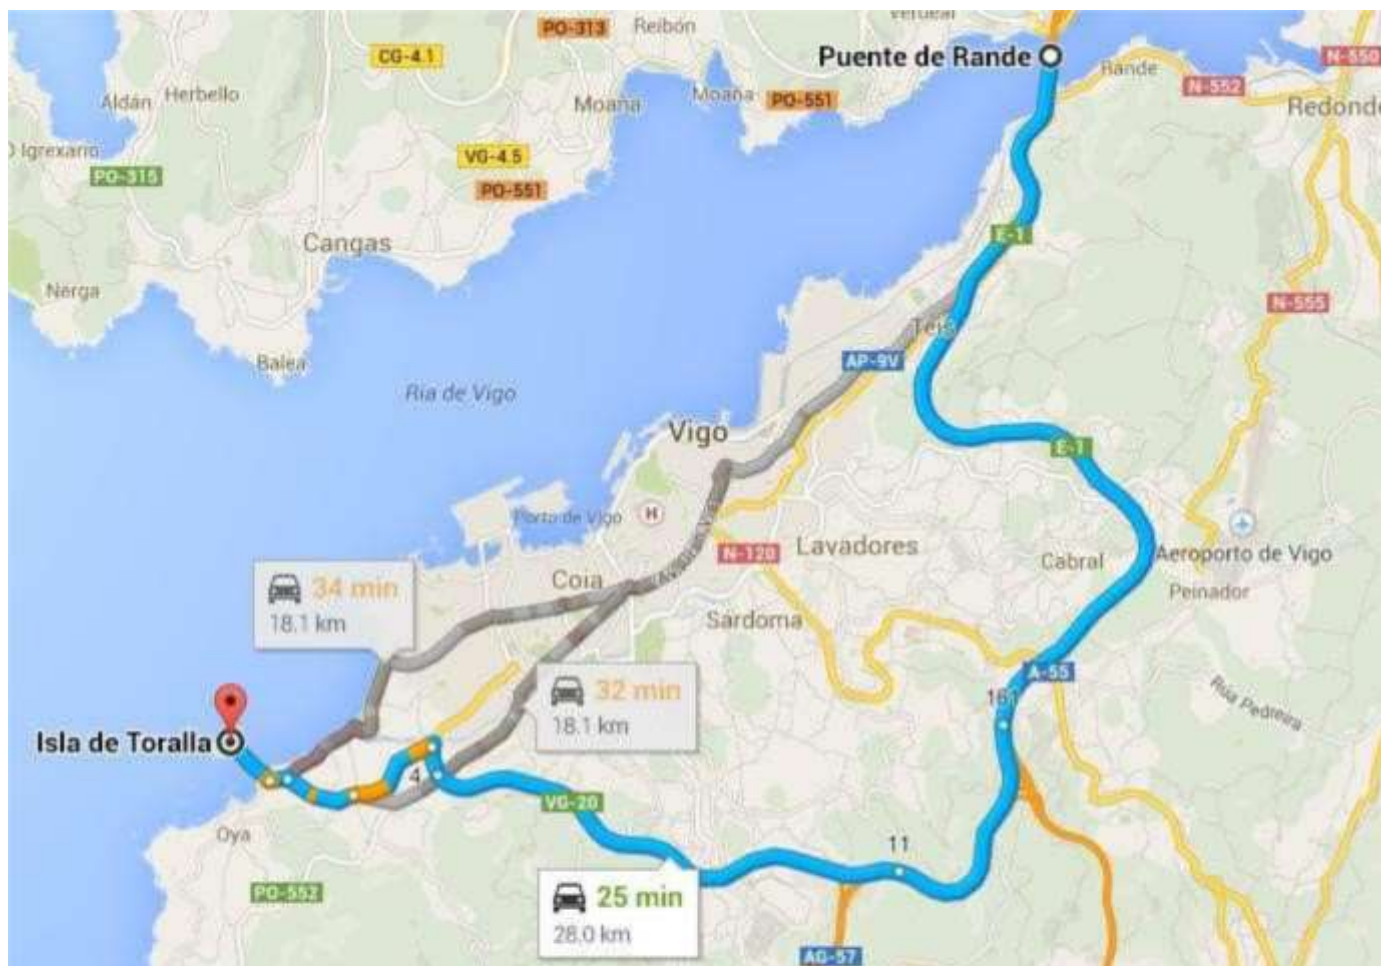 PO-313
Reibón
Verdeal
CG-4.1
Puente de Rande
Rande
N-550
N-552
Aldán
Herbello
Moaña
Moaña
PO-551
Redonde
O Igrexario
VG-4.5
PO-315
PO-551
Cangas
E-1
Nerga
N-555
Teis
Balea
AP-9V
Ria de Vigo
Vigo
E-1
Porto de Vigo
H
N-120
Lavadores
Cabral
Aeroporto de Vigo
Peinador
Coia
34 min
18.1 km
Sardoma
A-55
161
32 min
18.1 km
Isla de Toralla
4
VG-20
Oya
11
PO-552
25 min
28.0 km
AG-57